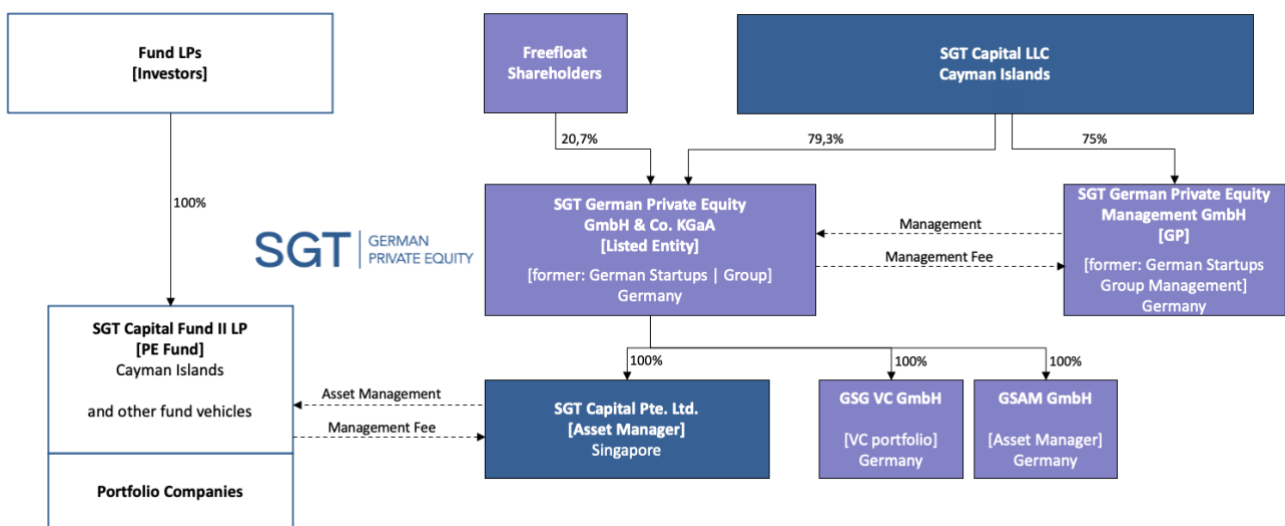 Fund LPs
[Investors]
Freefloat
Shareholders
SGT Capital LLC
Cayman Islands
20,7%
79,3%
75%
100%
SGT German Private Equity
GmbH & Co. KGaA
[Listed Entity]
[former: German Startups | Group]
Germany
Management
Management Fee
SGT German Private Equity
Management GmbH
[GP]
[former: German Startups
Group Management]
Germany
SGT
GERMAN
PRIVATE EQUITY
SGT Capital Fund II LP
[PE Fund]
Cayman Islands
and other fund vehicles
Portfolio Companies
Asset Management
Management Fee
100%
100%
100%
SGT Capital Pte. Ltd.
[Asset Manager]
Singapore
GSG VC GmbH
[VC portfolio]
Germany
GSAM GmbH
[Asset Manager]
Germany